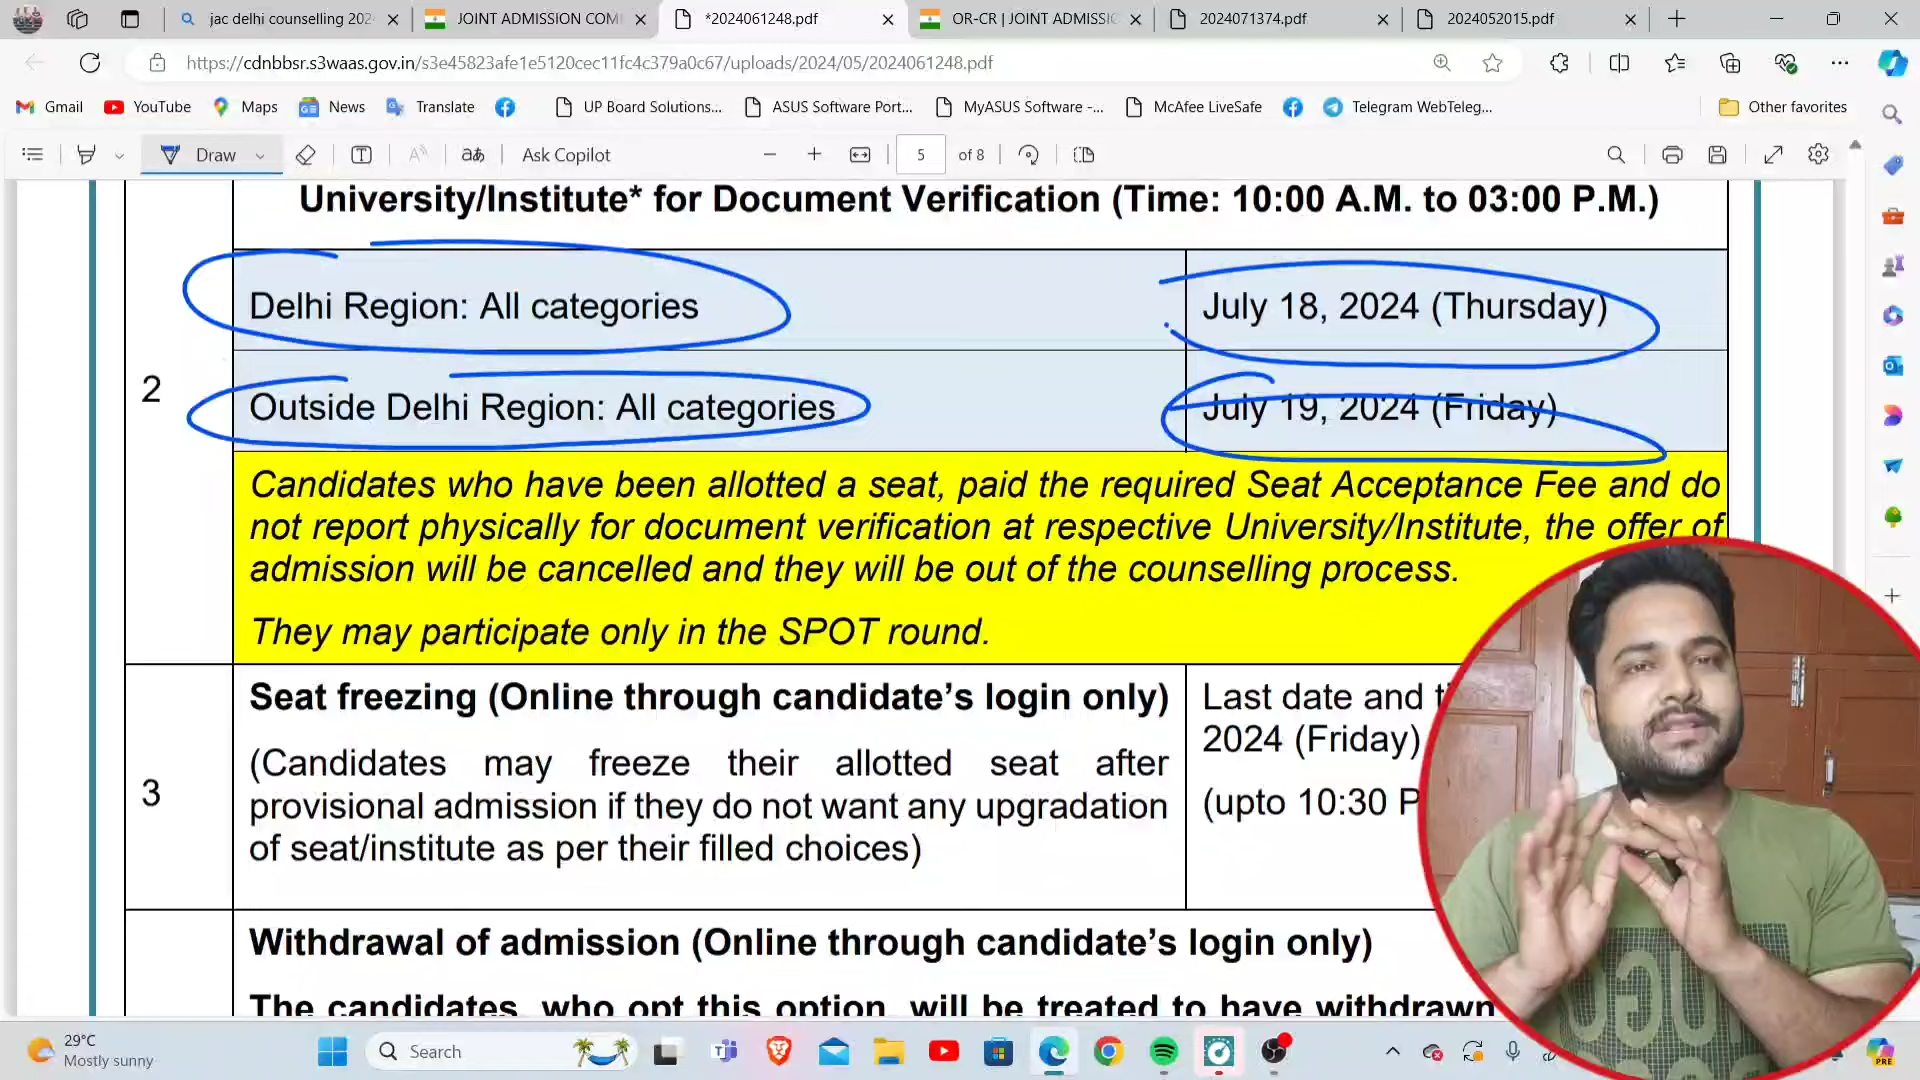 jac delhi counselling 202
JOINT ADMISSION COM
*2024061248.pdf
OR-CR | JOINT ADMISSIO
2024071374.pdf
2024052015.pdf
https://cdnbbsr.s3waas.gov.in/s3e45823afe1e5120cec11fc4c379a0c67/uploads/2024/05/2024061248.pdf
Gmail
YouTube
Maps
News
Translate
UP Board Solutions...
ASUS Software Port...
MyASUS Software -...
McAfee LiveSafe
Telegram WebTeleg...
Other favorites
Draw
Ask Copilot
5
of 8
University/Institute* for Document Verification (Time: 10:00 A.M. to 03:00 P.M.)
2
Delhi Region: All categories
July 18, 2024 (Thursday)
Outside Delhi Region: All categories
July 19, 2024 (Friday)
Candidates who have been allotted a seat, paid the required Seat Acceptance Fee and do
not report physically for document verification at respective University/Institute, the offer of
admission will be cancelled and they will be out of the counselling process.
They may participate only in the SPOT round.
3
Seat freezing (Online through candidate’s login only)
(Candidates may freeze their allotted seat after
provisional admission if they do not want any upgradation
of seat/institute as per their filled choices)
Last date and
2024 (Friday)
(upto 10:30 P
Withdrawal of admission (Online through candidate’s login only)
The candidates, who opt this option, will be treated to have withdrawn
29°C
Mostly sunny
Search
PRE